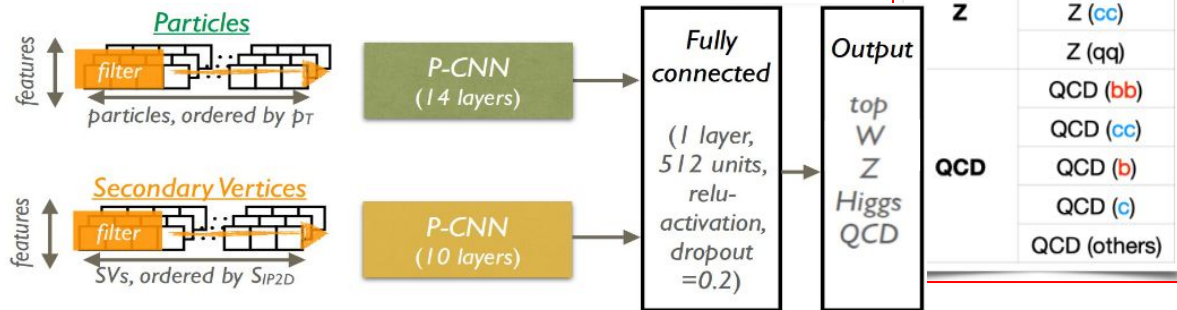 Particles
features
filter
particles, ordered by pT
P-CNN
(14 layers)
Secondary Vertices
features
filter
SVs, ordered by SIP2D
P-CNN
(10 layers)
Fully
connected
(1 layer,
512 units,
relu-
activation,
dropout
=0.2)
Output
top
W
Z
Higgs
QCD
Z
Z (cc)
Z (qq)
QCD
QCD (bb)
QCD (cc)
QCD (b)
QCD (c)
QCD (others)